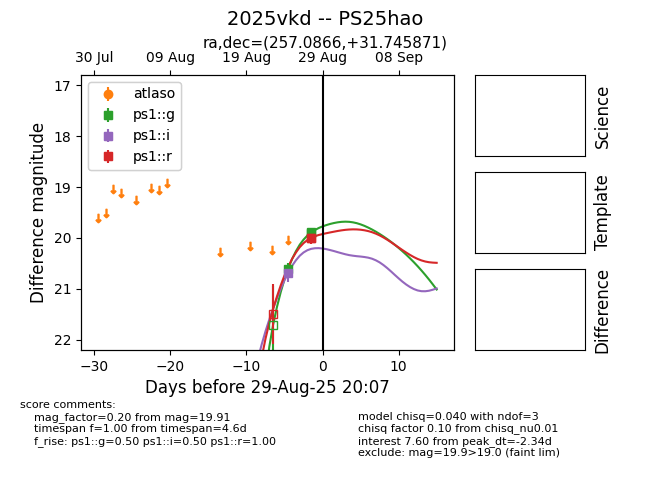 2025vkd -- PS25hao
ra,dec=(257.0866,+31.745871)
30 Jul 09 Aug 19 Aug 29 Aug 08 Sep
17
18
19
20
21
22
Difference magnitude
atlaso
ps1::g
ps1::i
ps1::r
−30 −20 −10 0 10
Days before 29-Aug-25 20:07
Science
Template
Difference
score comments:
mag_factor=0.20 from mag=19.91
timespan f=1.00 from timespan=4.6d
f_rise: ps1::g=0.50 ps1::i=0.50 ps1::r=1.00
model chisq=0.040 with ndof=3
chisq factor 0.10 from chisq_nu0.01
interest 7.60 from peak_dt=-2.34d
exclude: mag=19.9>19.0 (faint lim)